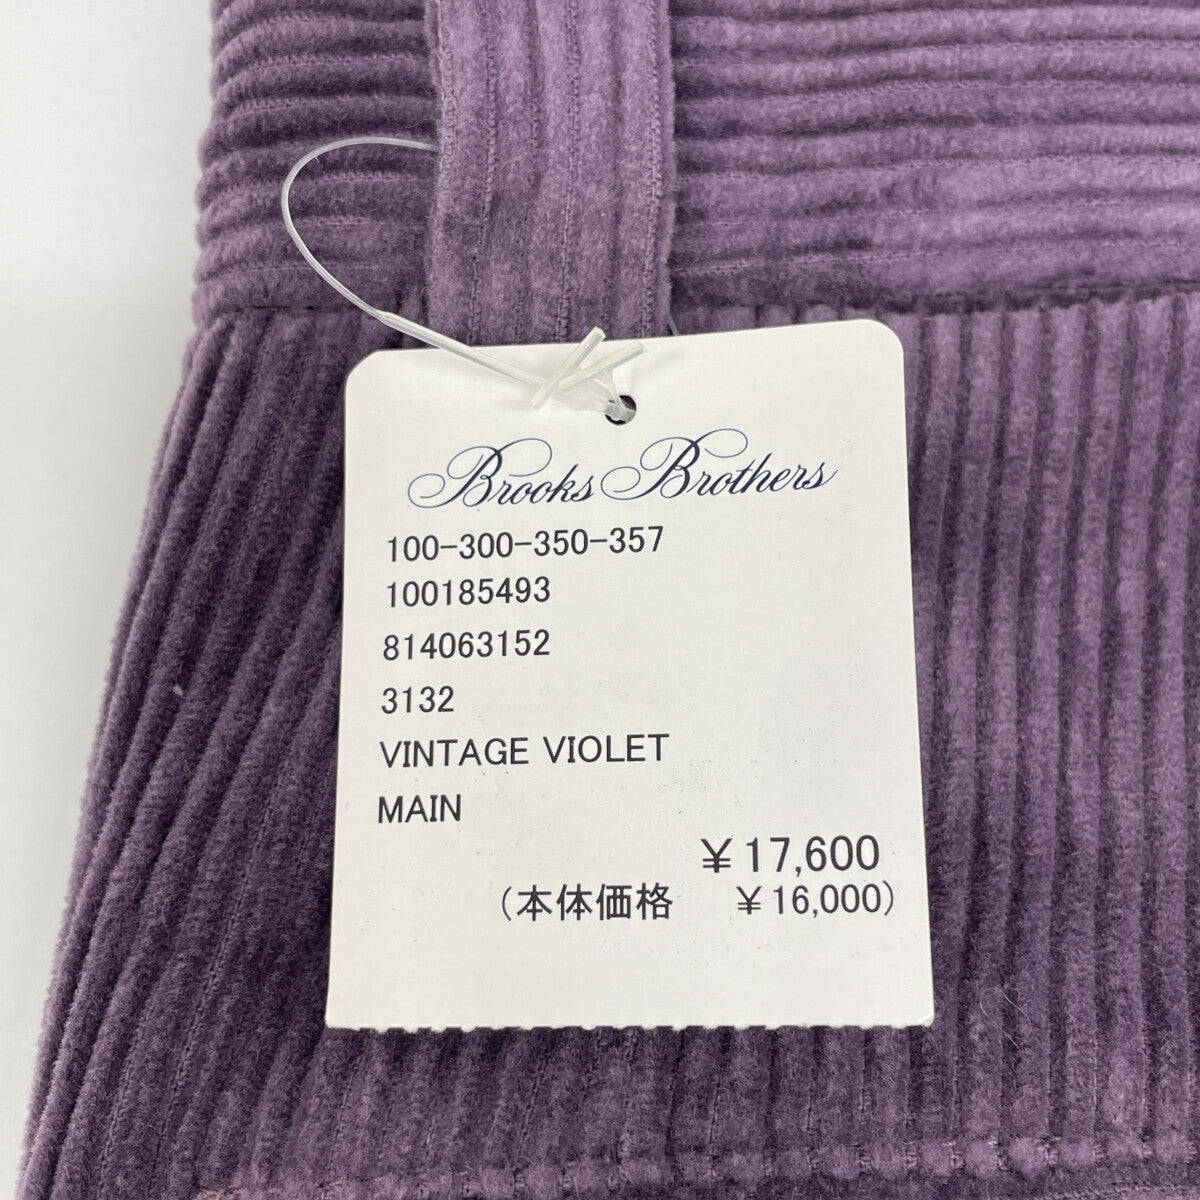 Brooks Brothers
100-300-350-357
100185493
814063152
3132
VINTAGE VIOLET
MAIN
¥17,600
(本体価格 ¥16,000)